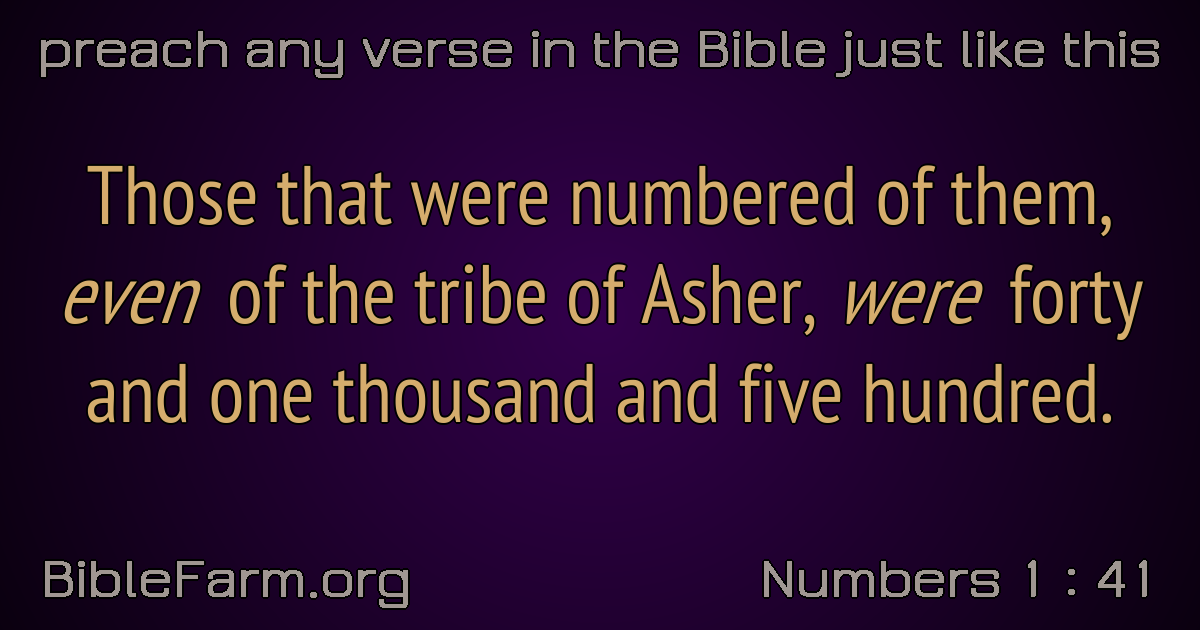 preach any verse in the Bible just like this
Those that were numbered of them,
even of the tribe of Asher, were forty
and one thousand and five hundred.
BibleFarm.org
Numbers 1 : 41